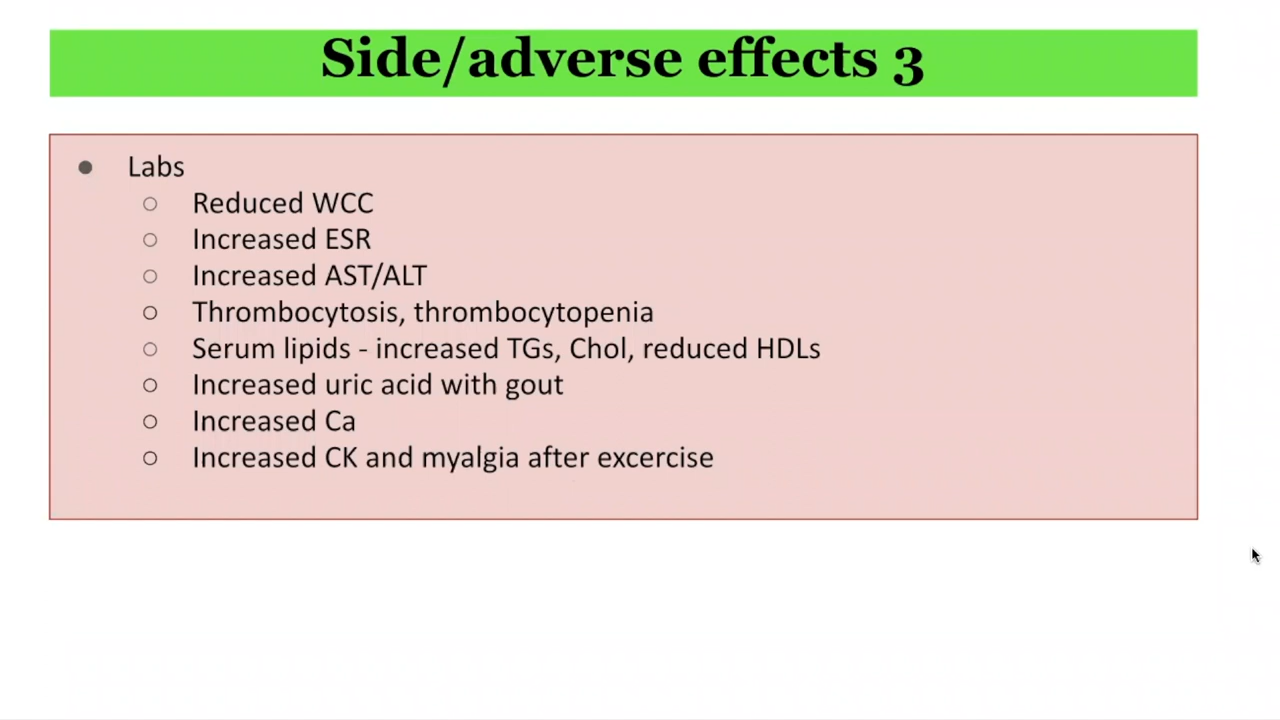 Side/adverse effects 3
● Labs
○ Reduced WCC
○ Increased ESR
○ Increased AST/ALT
○ Thrombocytosis, thrombocytopenia
○ Serum lipids - increased TGs, Chol, reduced HDLs
○ Increased uric acid with gout
○ Increased Ca
○ Increased CK and myalgia after excercise